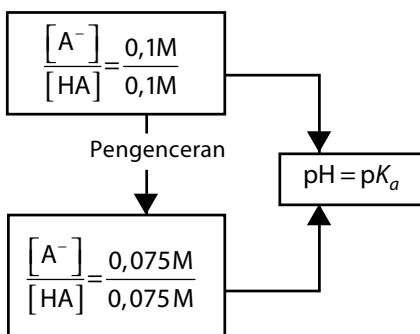 [A⁻]/[HA] = 0,1M/0,1M
Pengenceran
pH = pKₐ
[A⁻]/[HA] = 0,075M/0,075M